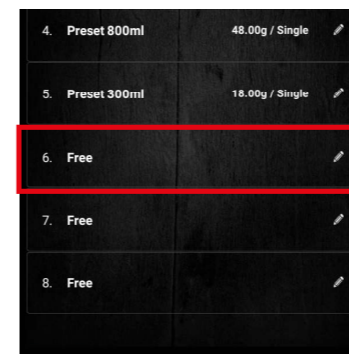 4. Preset 800ml 48.00g / Single
5. Preset 300ml 18.00g / Single
6. Free
7. Free
8. Free